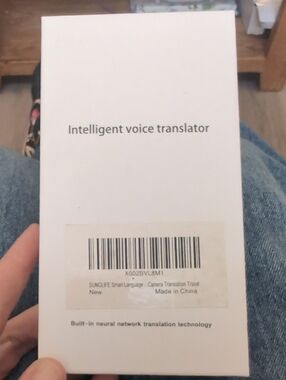 Intelligent voice translator
X002BVL8M1
SUNGLIFE Smart Language - Camera Translation Travel
New Made in China
Built-in neural network translation technology